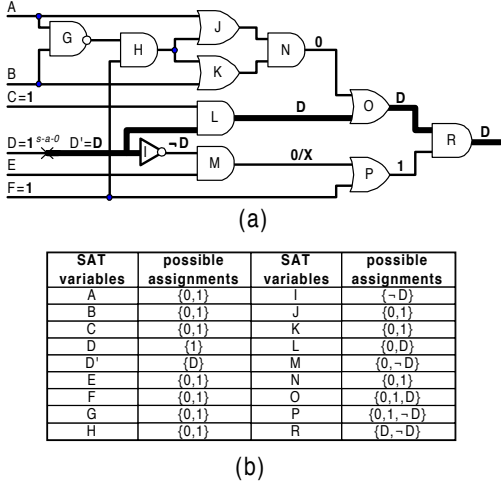 A
G
H
J
K
N
0
B
C=1
L
D
O
D
R
D
D=1 s-a-0 D'=D
I
¬D
M
0/X
P
1
E
F=1
(a)
SAT variables possible assignments SAT variables possible assignments
A {0,1} I {¬D}
B {0,1} J {0,1}
C {0,1} K {0,1}
D {1} L {0,D}
D' {D} M {0,¬D}
E {0,1} N {0,1}
F {0,1} O {0,1,D}
G {0,1} P {0,1,¬D}
H {0,1} R {D,¬D}
(b)